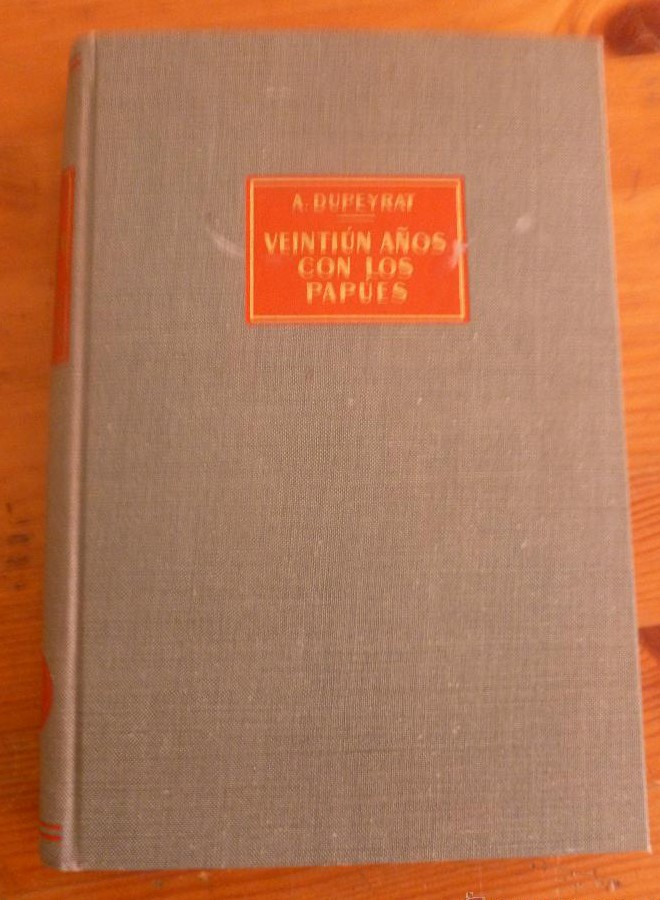 A. DUPEYRAT
VEINTIÚN AÑOS
CON LOS
PAPÚES